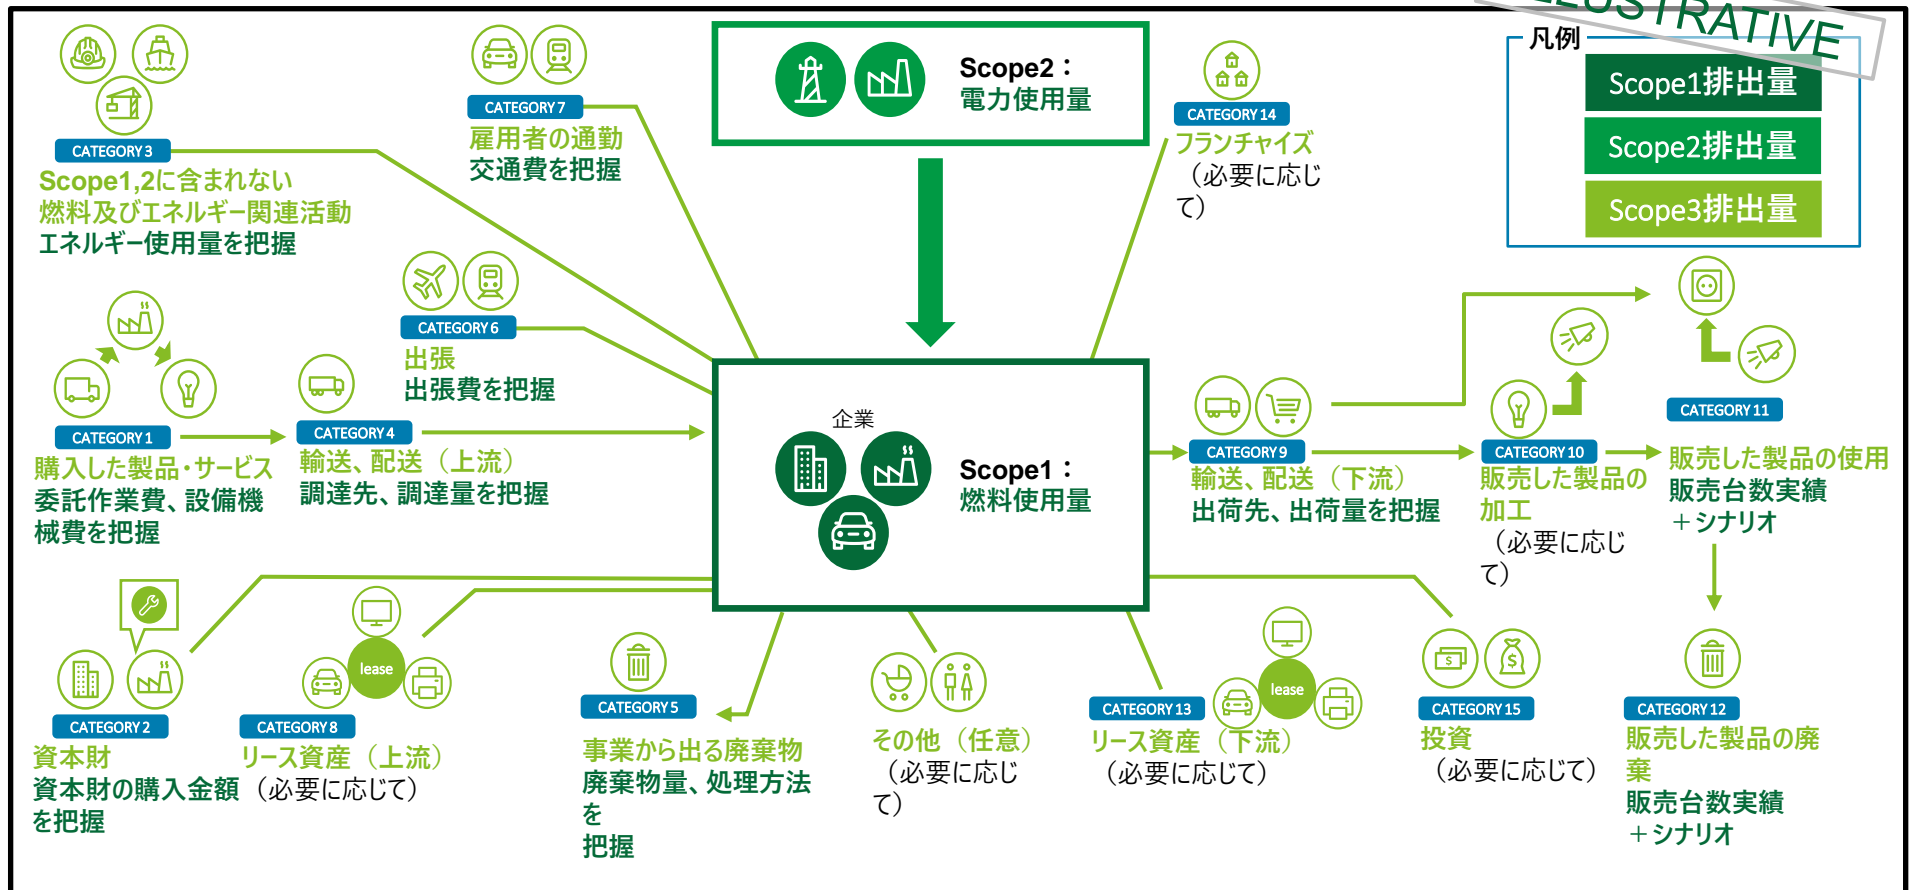 ILLUSTRATIVE
凡例
Scope1排出量
Scope2排出量
Scope3排出量
CATEGORY 3
Scope1,2に含まれない
燃料及びエネルギー関連活動
エネルギー使用量を把握
CATEGORY 7
雇用者の通勤
交通費を把握
Scope2：
電力使用量
CATEGORY 14
フランチャイズ
（必要に応じ
て）
CATEGORY 6
出張
出張費を把握
CATEGORY 1
購入した製品・サービス
委託作業費、設備機
械費を把握
CATEGORY 4
輸送、配送（上流）
調達先、調達量を把握
企業
Scope1：
燃料使用量
CATEGORY 9
輸送、配送（下流）
出荷先、出荷量を把握
CATEGORY 10
販売した製品の
加工
（必要に応じ
て）
CATEGORY 11
販売した製品の使用
販売台数実績
＋シナリオ
CATEGORY 2
資本財
資本財の購入金額
を把握
lease
CATEGORY 8
リース資産（上流）
（必要に応じて）
CATEGORY 5
事業から出る廃棄物
廃棄物量、処理方法
を
把握
その他（任意）
（必要に応じ
て）
lease
CATEGORY 13
リース資産（下流）
（必要に応じて）
CATEGORY 15
投資
（必要に応じて）
CATEGORY 12
販売した製品の廃
棄
販売台数実績
＋シナリオ